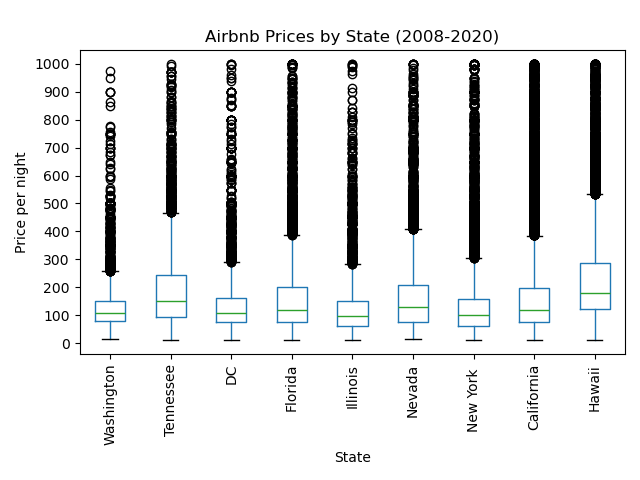 Airbnb Prices by State (2008-2020)
Price per night
1000
900
800
700
600
500
400
300
200
100
0
Washington
Tennessee
DC
Florida
Illinois
Nevada
New York
California
Hawaii
State